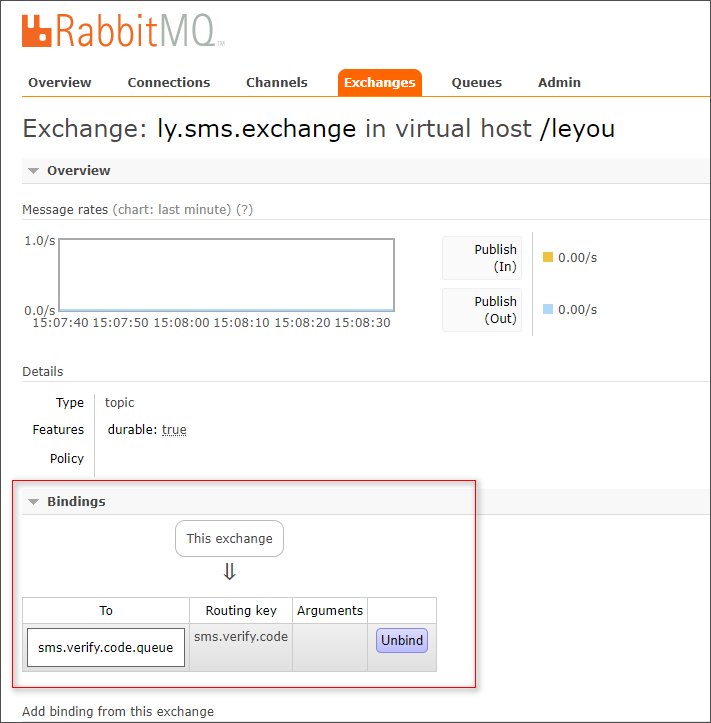 RabbitMQ TM
Overview Connections Channels Exchanges Queues Admin
Exchange: ly.sms.exchange in virtual host /leyou
Overview
Message rates (chart: last minute) (?)
1.0/s
0.0/s
15:07:40 15:07:50 15:08:00 15:08:10 15:08:20 15:08:30
Publish
(In)
0.00/s
Publish
(Out)
0.00/s
Details
Type topic
Features durable: true
Policy
Bindings
This exchange
⇓
To Routing key Arguments
sms.verify.code.queue sms.verify.code Unbind
Add binding from this exchange